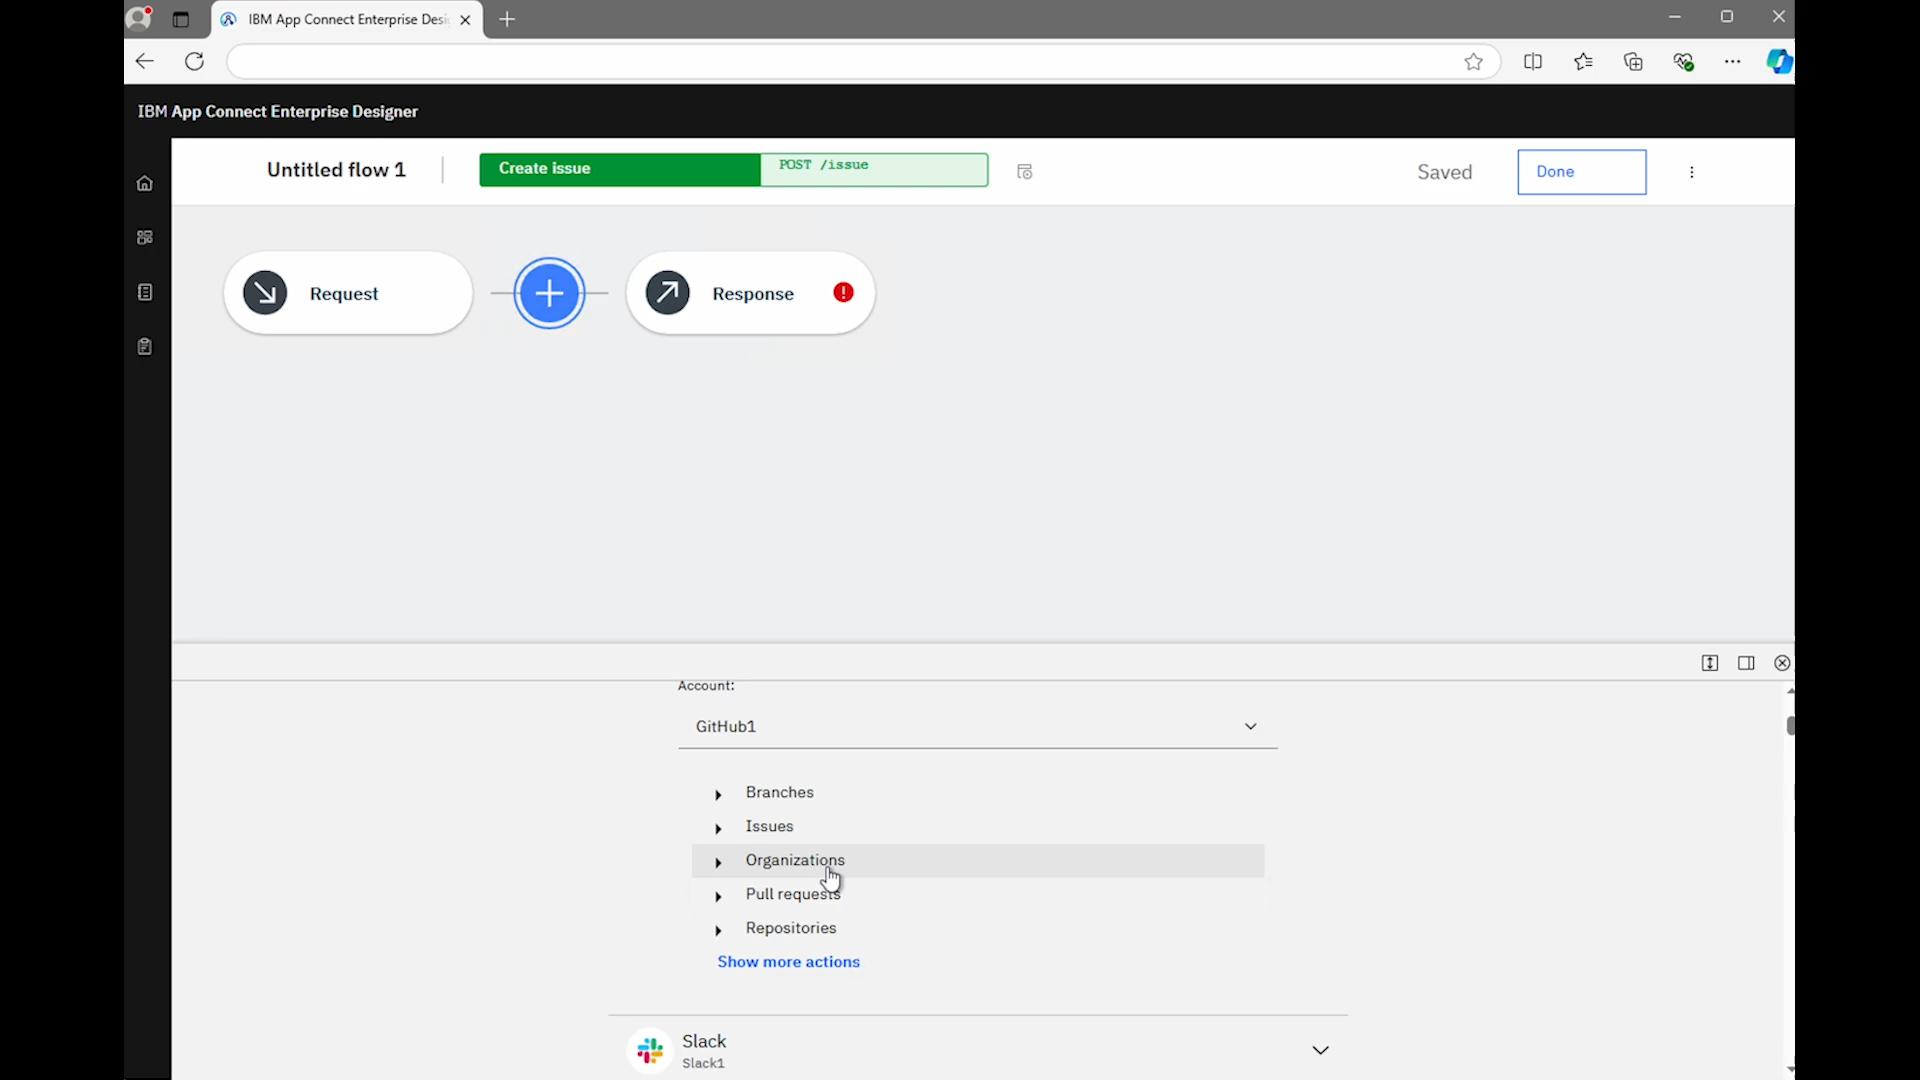 IBM App Connect Enterprise Desi
IBM App Connect Enterprise Designer
Untitled flow 1
Create issue
POST /issue
Saved
Done
Request
Response
Account:
GitHub1
Branches
Issues
Organizations
Pull requests
Repositories
Show more actions
Slack
Slack1